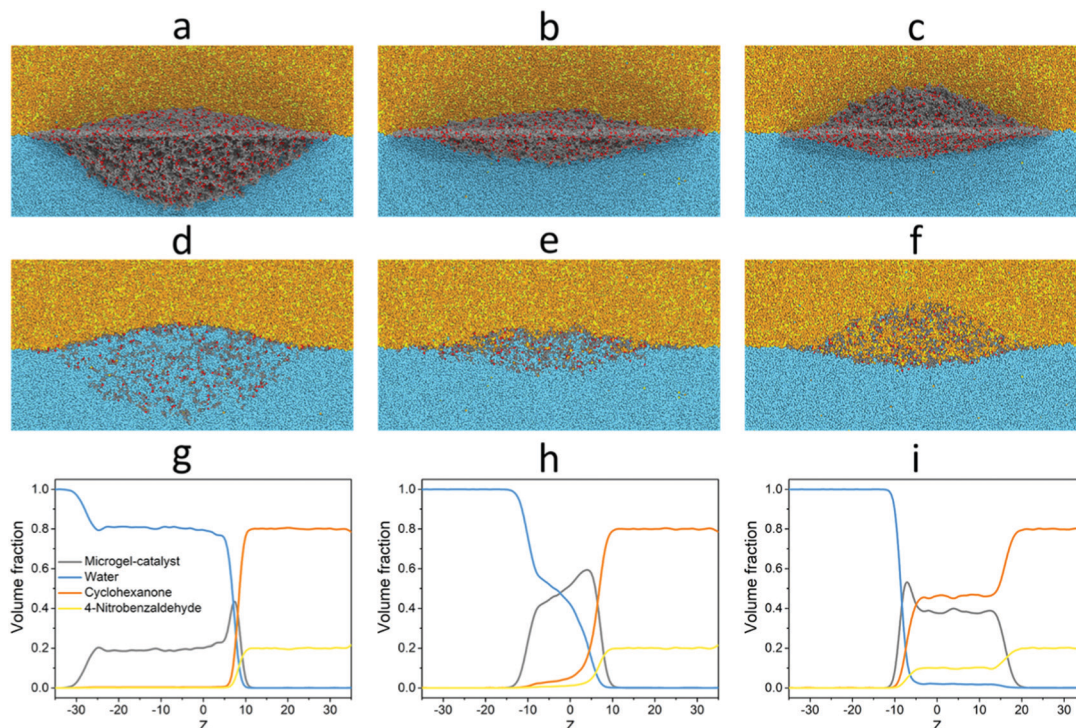 a b c
d e f
g h i
1.0 1.0 1.0
0.8 0.8 0.8
Volume fraction Volume fraction Volume fraction
Microgel-catalyst
0.6 0.6 0.6
Water
Cyclohexanone
0.4 0.4 0.4
4-Nitrobenzaldehyde
0.2 0.2 0.2
0.0 0.0 0.0
-30 -20 -10 0 10 20 30 -30 -20 -10 0 10 20 30 -30 -20 -10 0 10 20 30
Z Z Z